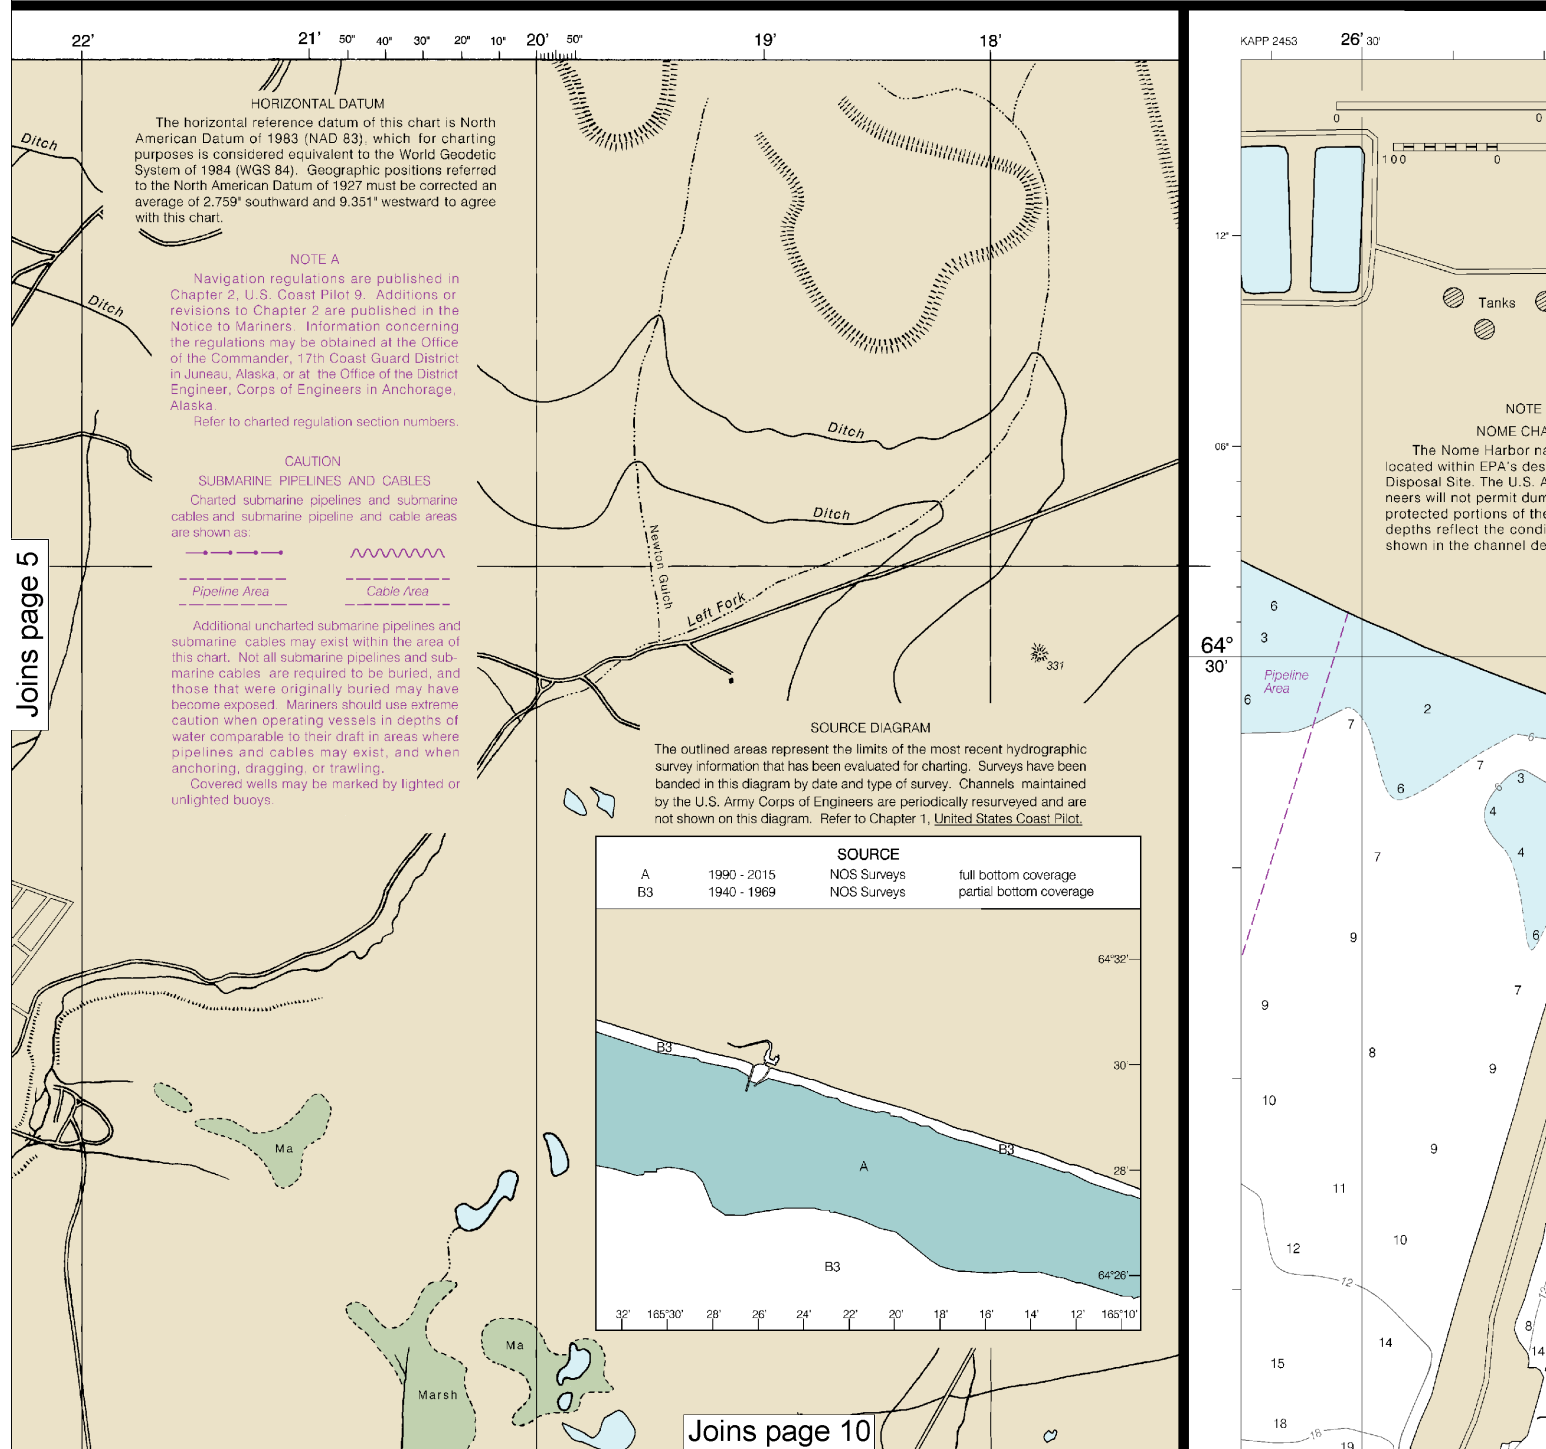 22'
21'
50"
40"
30"
20"
10"
20'
50"
19'
18'
KAPP 2453
26'
30'
HORIZONTAL DATUM
The horizontal reference datum of this chart is North
American Datum of 1983 (NAD 83), which for charting
purposes is considered equivalent to the World Geodetic
System of 1984 (WGS 84). Geographic positions referred
to the North American Datum of 1927 must be corrected an
average of 2.759" southward and 9.351" westward to agree
with this chart.
Ditch
Ditch
NOTE A
Navigation regulations are published in
Chapter 2, U.S. Coast Pilot 9. Additions or
revisions to Chapter 2 are published in the
Notice to Mariners. Information concerning
the regulations may be obtained at the Office
of the Commander, 17th Coast Guard District
in Juneau, Alaska, or at the Office of the District
Engineer, Corps of Engineers in Anchorage,
Alaska.
Refer to charted regulation section numbers.
CAUTION
SUBMARINE PIPELINES AND CABLES
Charted submarine pipelines and submarine
cables and submarine pipeline and cable areas
are shown as:
Pipeline Area
Cable Area
Additional uncharted submarine pipelines and
submarine cables may exist within the area of
this chart. Not all submarine pipelines and sub-
marine cables are required to be buried, and
those that were originally buried may have
become exposed. Mariners should use extreme
caution when operating vessels in depths of
water comparable to their draft in areas where
pipelines and cables may exist, and when
anchoring, dragging, or trawling.
Covered wells may be marked by lighted or
unlighted buoys.
Joins page 5
Ditch
Ditch
Newton Gulch
Left Fork
331
SOURCE DIAGRAM
The outlined areas represent the limits of the most recent hydrographic
survey information that has been evaluated for charting. Surveys have been
banded in this diagram by date and type of survey. Channels maintained
by the U.S. Army Corps of Engineers are periodically resurveyed and are
not shown on this diagram. Refer to Chapter 1, United States Coast Pilot.
SOURCE
A 1990 - 2015 NOS Surveys full bottom coverage
B3 1940 - 1969 NOS Surveys partial bottom coverage
64°32'
30'
28'
64°26'
B3
B3
A
B3
32' 165°30' 28' 26' 24' 22' 20' 18' 16' 14' 12' 165°10'
Ma
Ma
Marsh
Joins page 10
0
0
100
0
12"
Tanks
NOTE
NOME CHA
06"
The Nome Harbor na
located within EPA's des
Disposal Site. The U.S. A
neers will not permit dum
protected portions of the
depths reflect the condi
shown in the channel de
64°
30'
6
3
Pipeline
Area
6
2
7
6
7
3
6
6
4
4
7
6
9
7
9
8
9
10
9
11
10
12
12
12
8
14
14
15
18
18
19